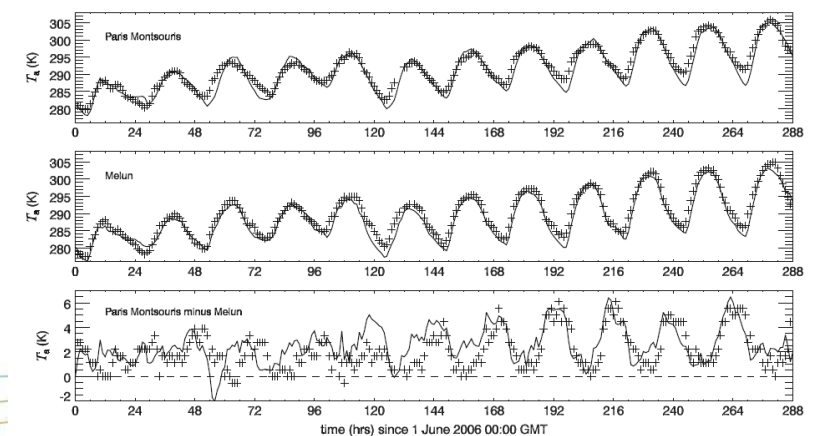 Paris Montsouris
Tₐ (K)
305
300
295
290
285
280
0 24 48 72 96 120 144 168 192 216 240 264 288
Melun
Tₐ (K)
305
300
295
290
285
280
0 24 48 72 96 120 144 168 192 216 240 264 288
Paris Montsouris minus Melun
Tₐ (K)
6
4
2
0
-2
0 24 48 72 96 120 144 168 192 216 240 264 288
time (hrs) since 1 June 2006 00:00 GMT